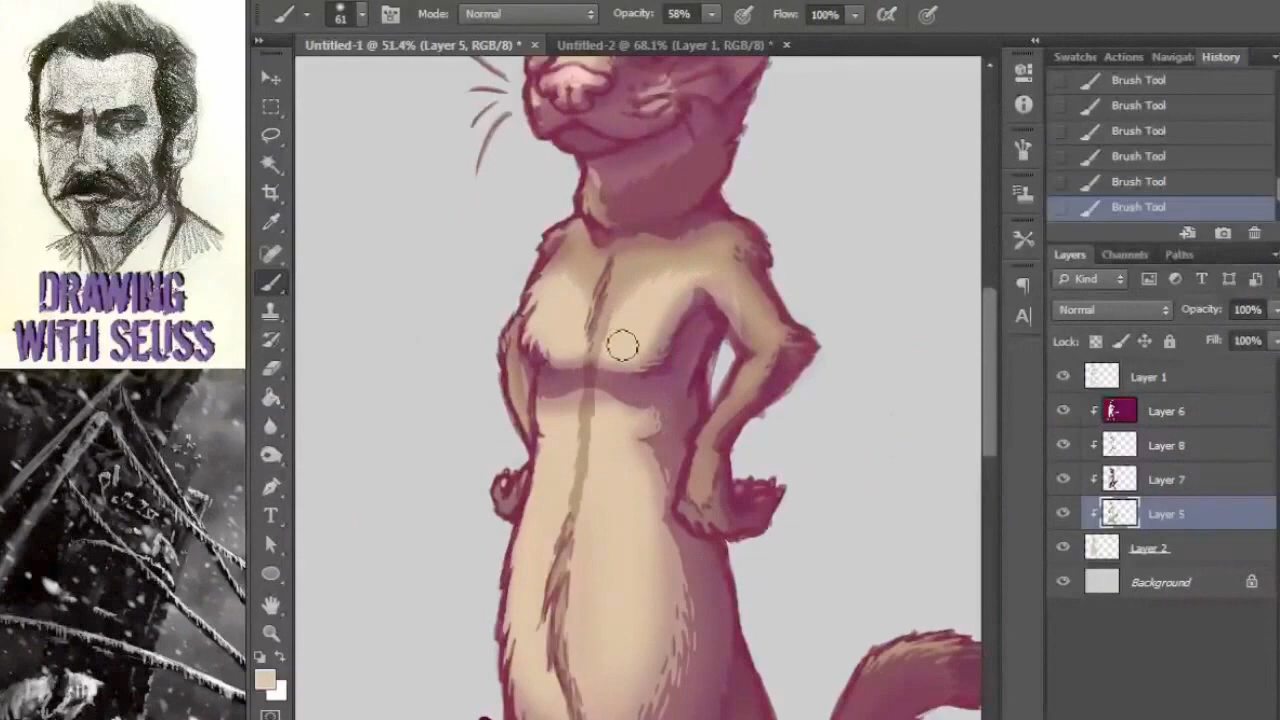 61
Mode:
Normal
Opacity:
58%
Flow:
100%
Untitled-1 @ 51.4% (Layer 5, RGB/8) *
Untitled-2 @ 68.1% (Layer 1, RGB/8) *
Swatche
Actions
Navigat
History
Brush Tool
Brush Tool
Brush Tool
Brush Tool
Brush Tool
Brush Tool
Layers
Channels
Paths
Kind
Normal
Opacity:
100%
Lock:
Fill:
100%
Layer 1
Layer 6
Layer 8
Layer 7
Layer 5
Layer 2
Background
DRAWING
WITH SEUSS